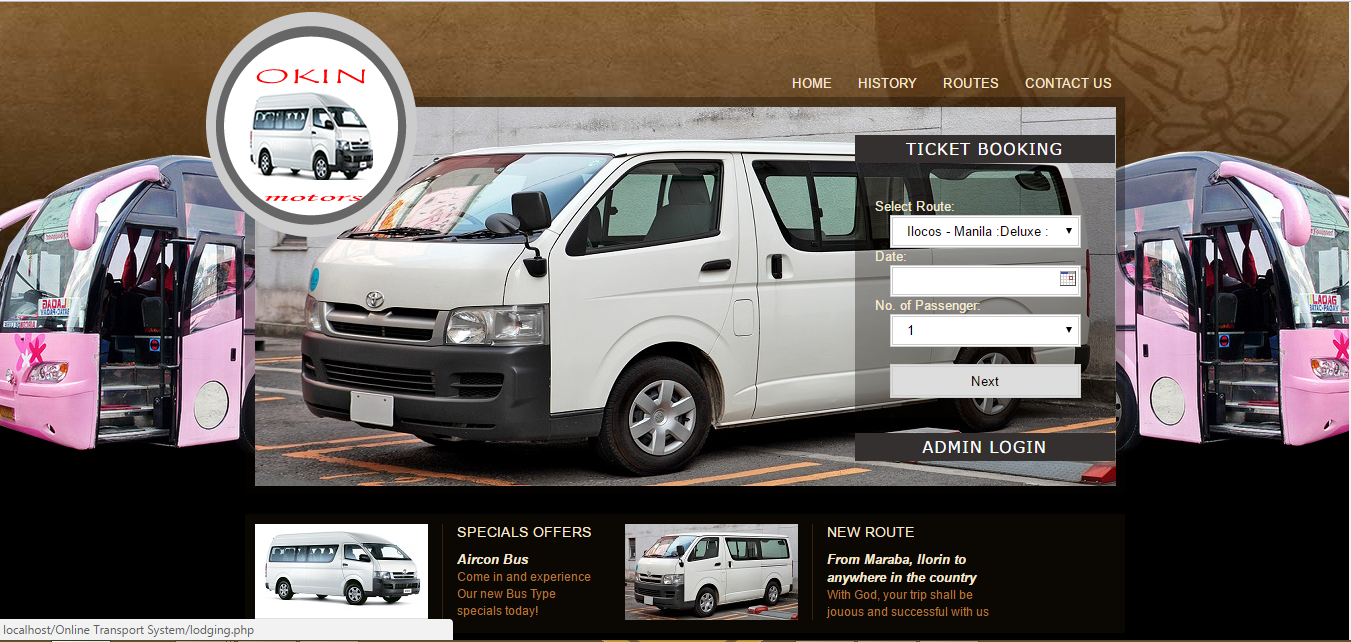 OKIN
motors
HOME HISTORY ROUTES CONTACT US
TICKET BOOKING
Select Route:
Ilocos - Manila :Deluxe :
Date:
No. of Passenger:
1
Next
ADMIN LOGIN
SPECIALS OFFERS
Aircon Bus
Come in and experience
Our new Bus Type
specials today!
NEW ROUTE
From Maraba, Ilorin to
anywhere in the country
With God, your trip shall be
jouous and successful with us
localhost/Online Transport System/lodging.php